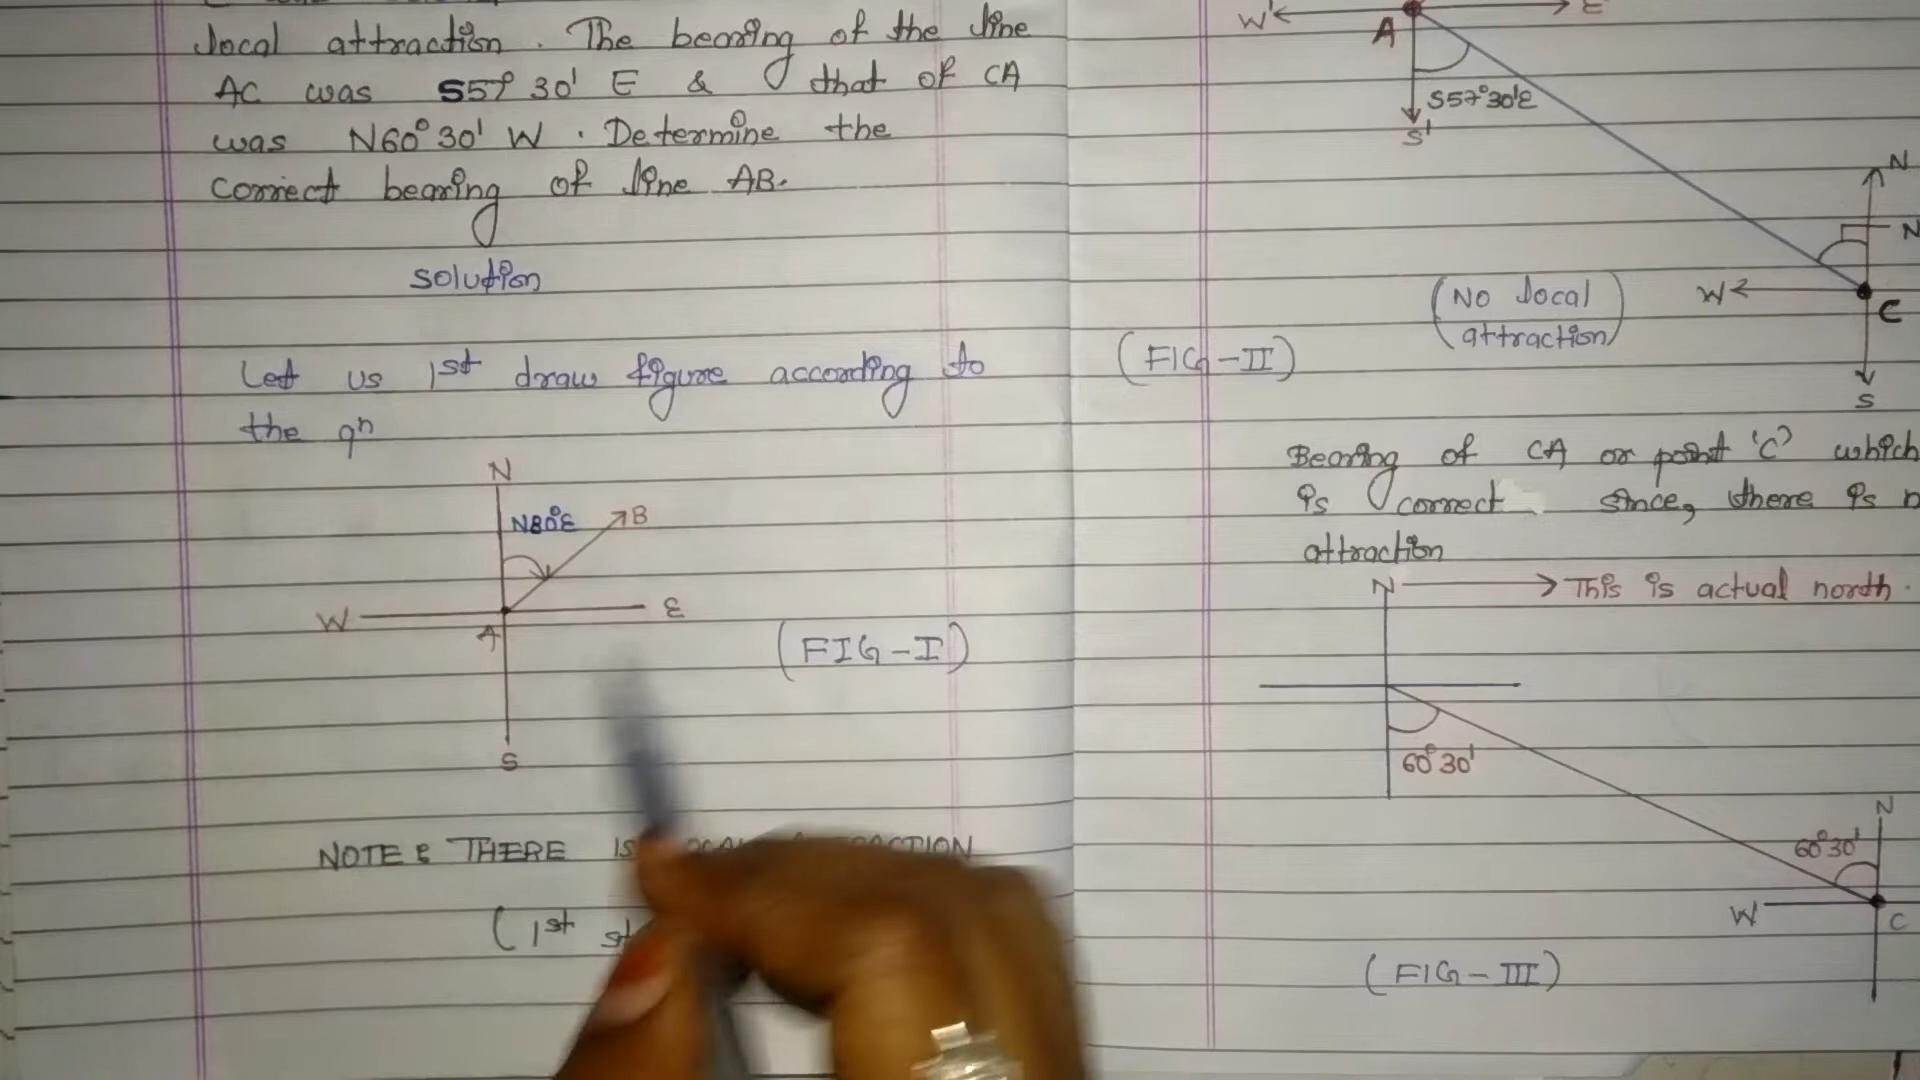 local attraction. The bearing of the line
AC was S57° 30' E & that of CA
was N60° 30' W. Determine the
correct bearing of line AB.
solution
Let us 1st draw figure according to
the qn
N
N80°E
B
W
E
A
(FIG-I)
S
NOTE : THERE IS
(1st
W'
E
A
S57°30'E
S'
N
N
W
C
(No local
attraction)
(FIG-II)
S
Bearing of CA or point 'C' which
is correct since, there is
attraction
N → This is actual north.
60°30'
N
60°30'
W
C
(FIG-III)